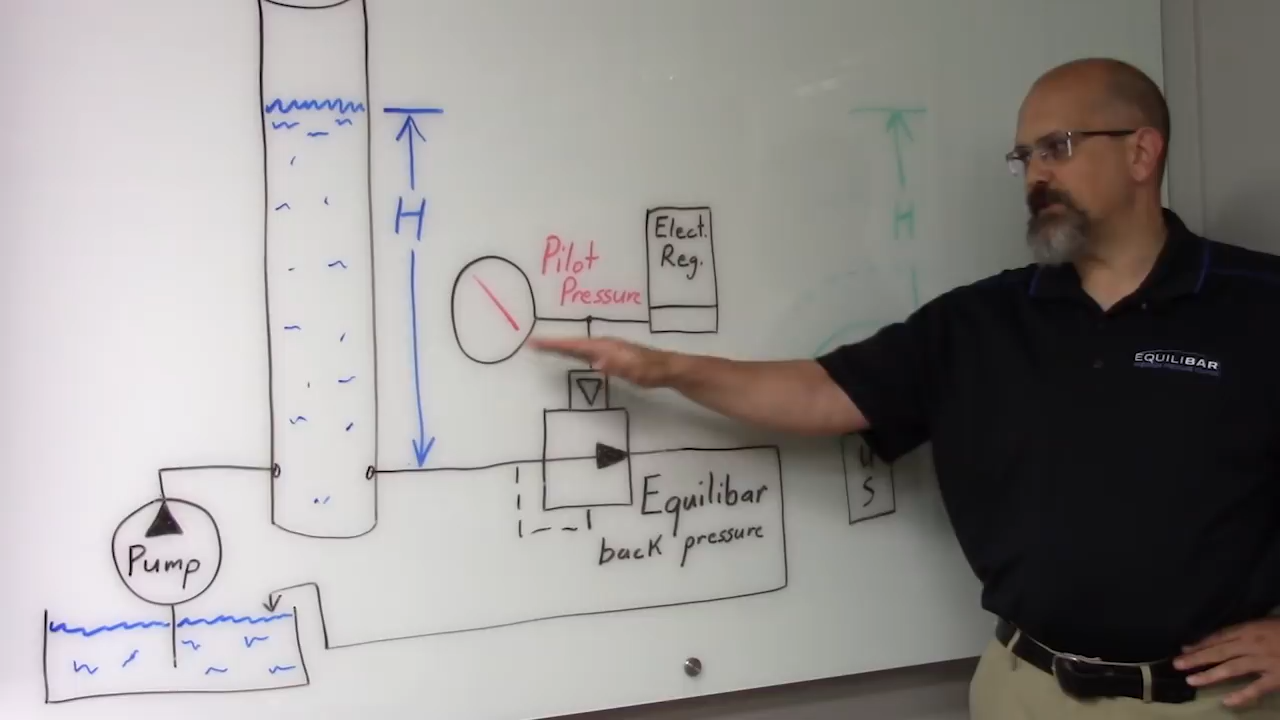 H
Pilot
Pressure
Elect.
Reg.
H
Equilibar
back pressure
Pump
S
EQUILIBAR